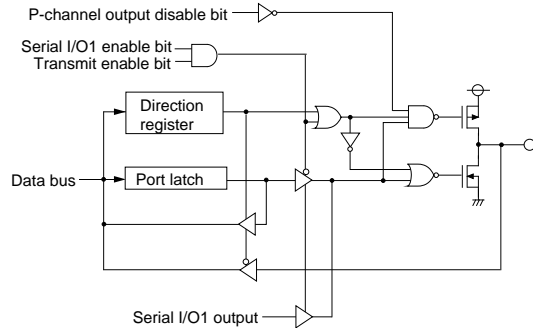 P-channel output disable bit
Serial I/O1 enable bit
Transmit enable bit
Direction
register
Data bus
Port latch
Serial I/O1 output